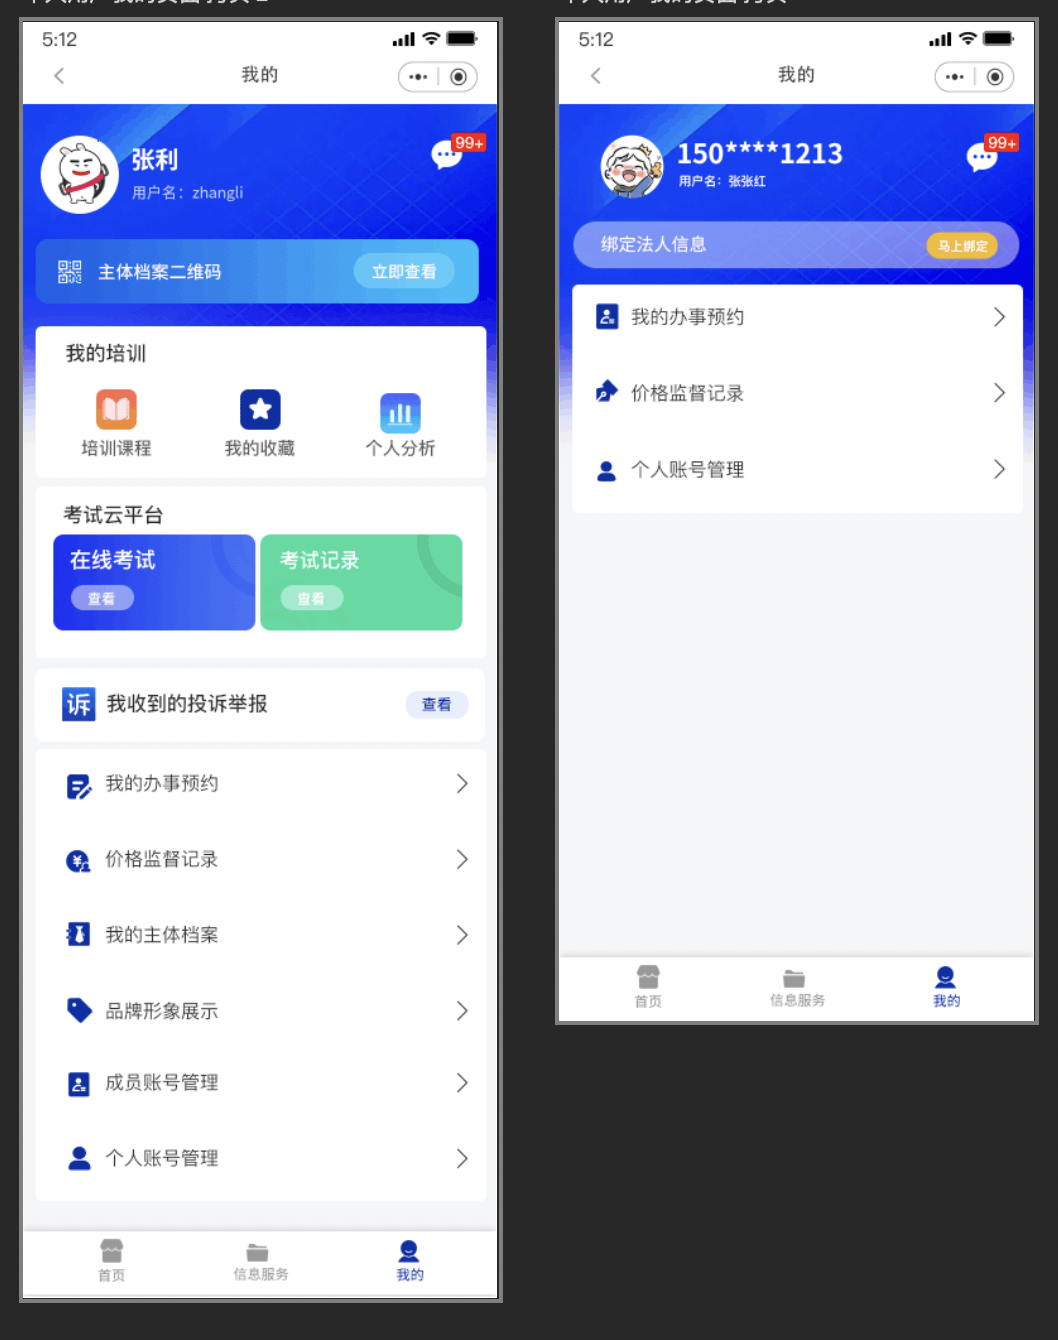 5:12
我的
张利
用户名：zhangli
99+
主体档案二维码
立即查看
我的培训
培训课程
我的收藏
个人分析
考试云平台
在线考试
查看
考试记录
查看
诉
我收到的投诉举报
查看
我的办事预约
价格监督记录
我的主体档案
品牌形象展示
成员账号管理
个人账号管理
首页
信息服务
我的
5:12
我的
150****1213
用户名：张张红
99+
绑定法人信息
马上绑定
我的办事预约
价格监督记录
个人账号管理
首页
信息服务
我的